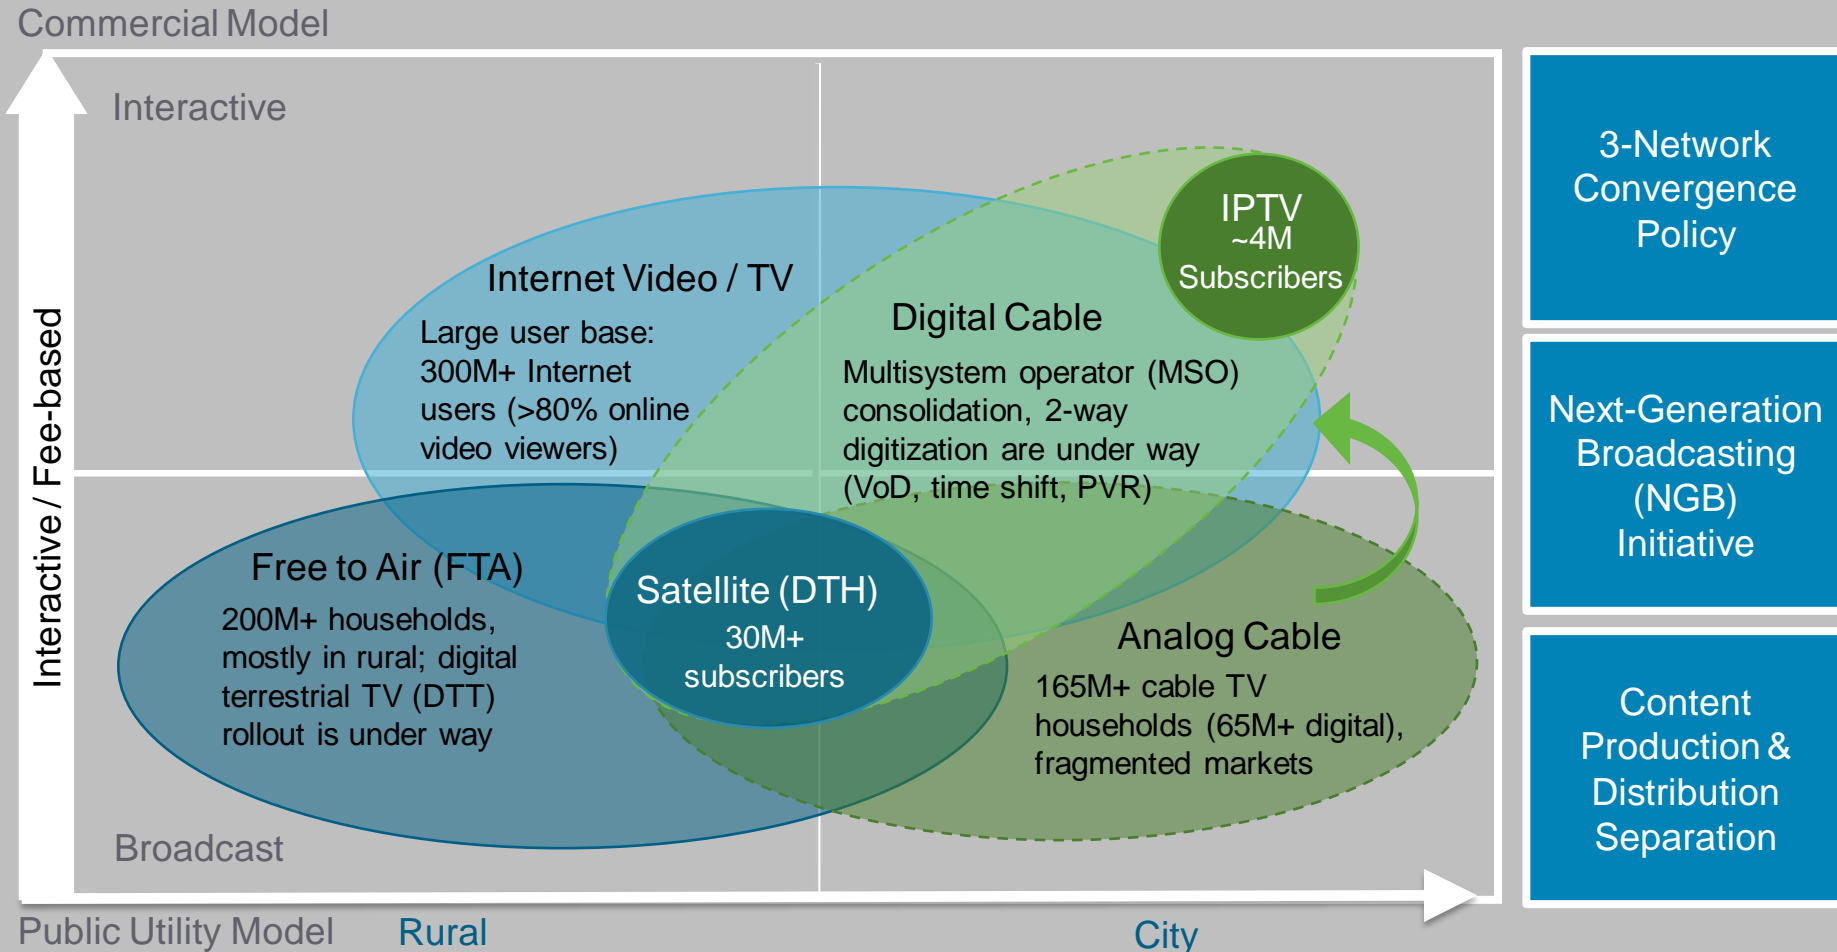 Commercial Model
Interactive / Fee-based
Interactive
Internet Video / TV
Large user base:
300M+ Internet
users (>80% online
video viewers)
IPTV
~4M
Subscribers
Digital Cable
Multisystem operator (MSO)
consolidation, 2-way
digitization are under way
(VoD, time shift, PVR)
Free to Air (FTA)
200M+ households,
mostly in rural; digital
terrestrial TV (DTT)
rollout is under way
Satellite (DTH)
30M+
subscribers
Analog Cable
165M+ cable TV
households (65M+ digital),
fragmented markets
Broadcast
Public Utility Model
Rural
City
3-Network
Convergence
Policy
Next-Generation
Broadcasting
(NGB)
Initiative
Content
Production &
Distribution
Separation